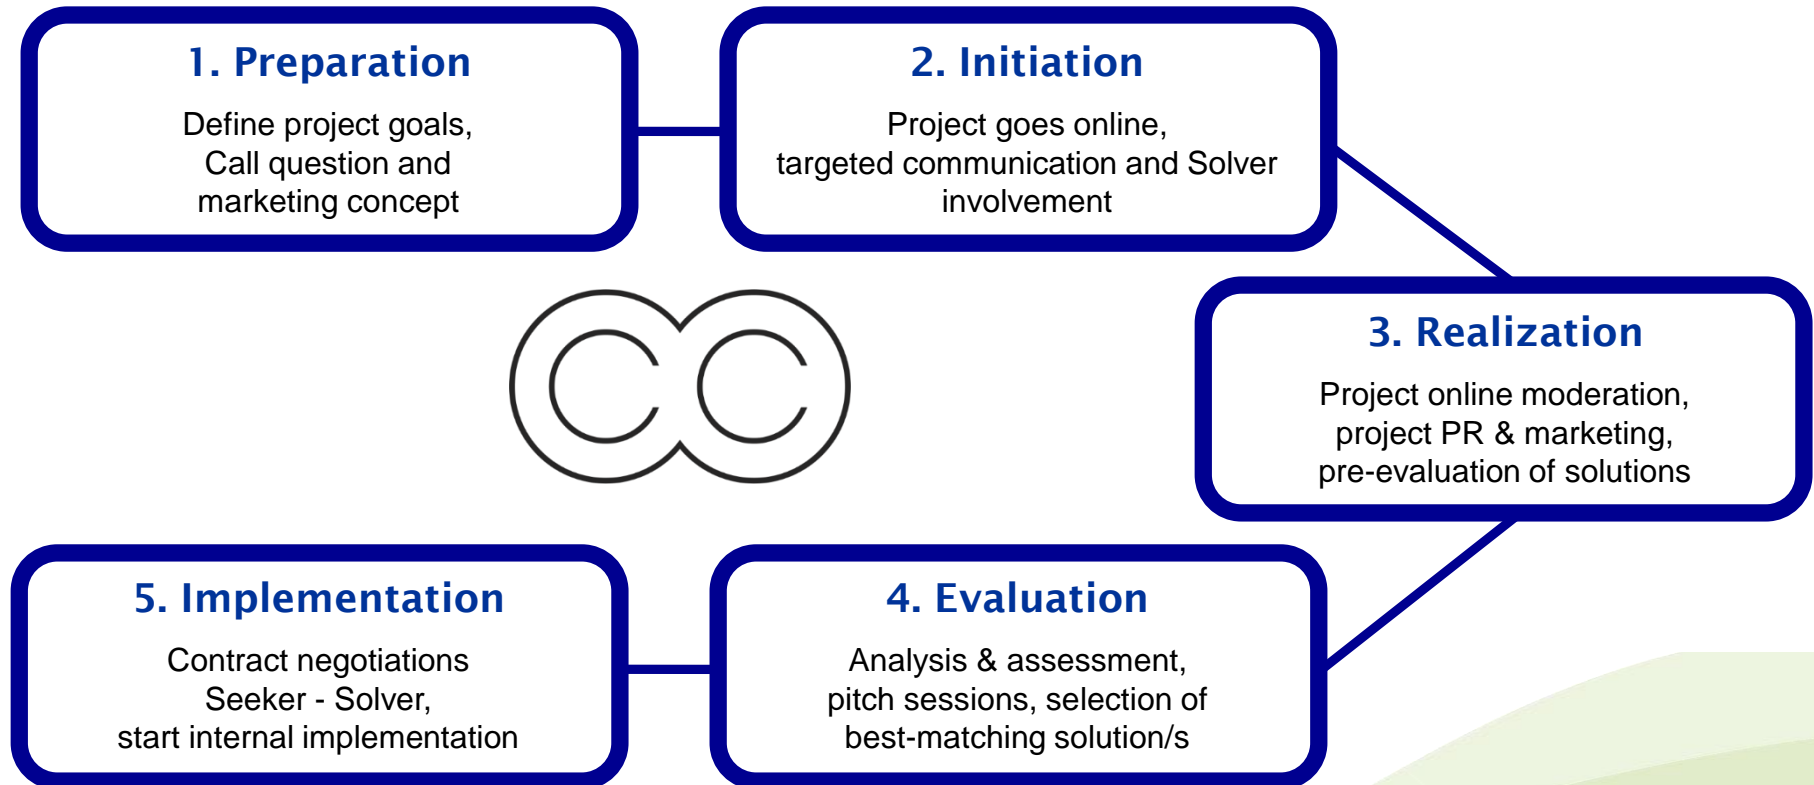 1. Preparation
Define project goals,
Call question and
marketing concept
2. Initiation
Project goes online,
targeted communication and Solver
involvement
3. Realization
Project online moderation,
project PR & marketing,
pre-evaluation of solutions
CC
5. Implementation
Contract negotiations
Seeker - Solver,
start internal implementation
4. Evaluation
Analysis & assessment,
pitch sessions, selection of
best-matching solution/s